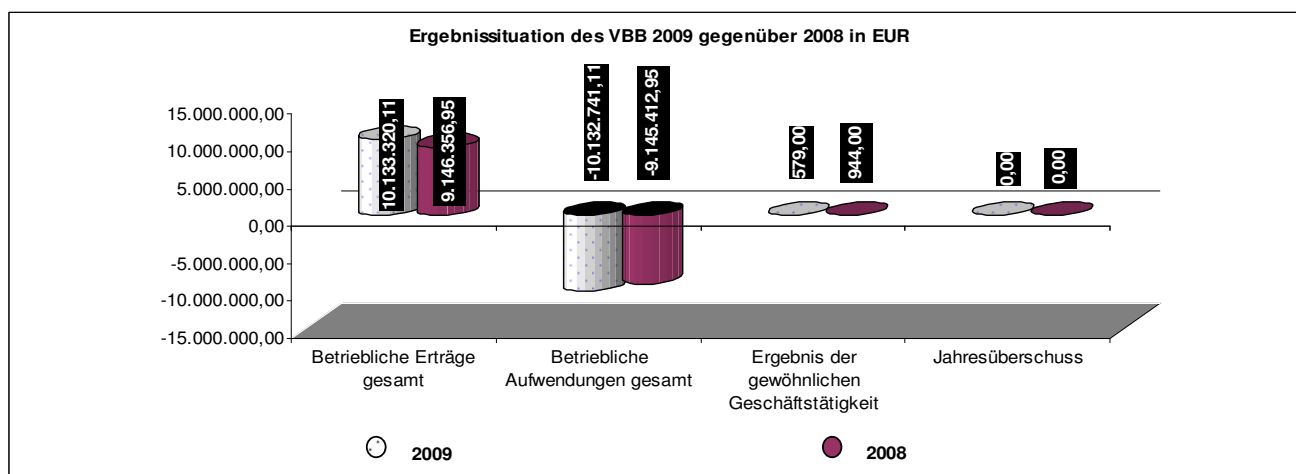 Ergebnissituation des VBB 2009 gegenüber 2008 in EUR
15.000.000,00
10.000.000,00
5.000.000,00
0,00
-5.000.000,00
-10.000.000,00
-15.000.000,00
10.133.320,11
9.146.356,95
-10.132.741,11
-9.145.412,95
579,00
944,00
0,00
0,00
Betriebliche Erträge
gesamt
Betriebliche
Aufwendungen gesamt
Ergebnis der
gewöhnlichen
Geschäftstätigkeit
Jahresüberschuss
2009
2008